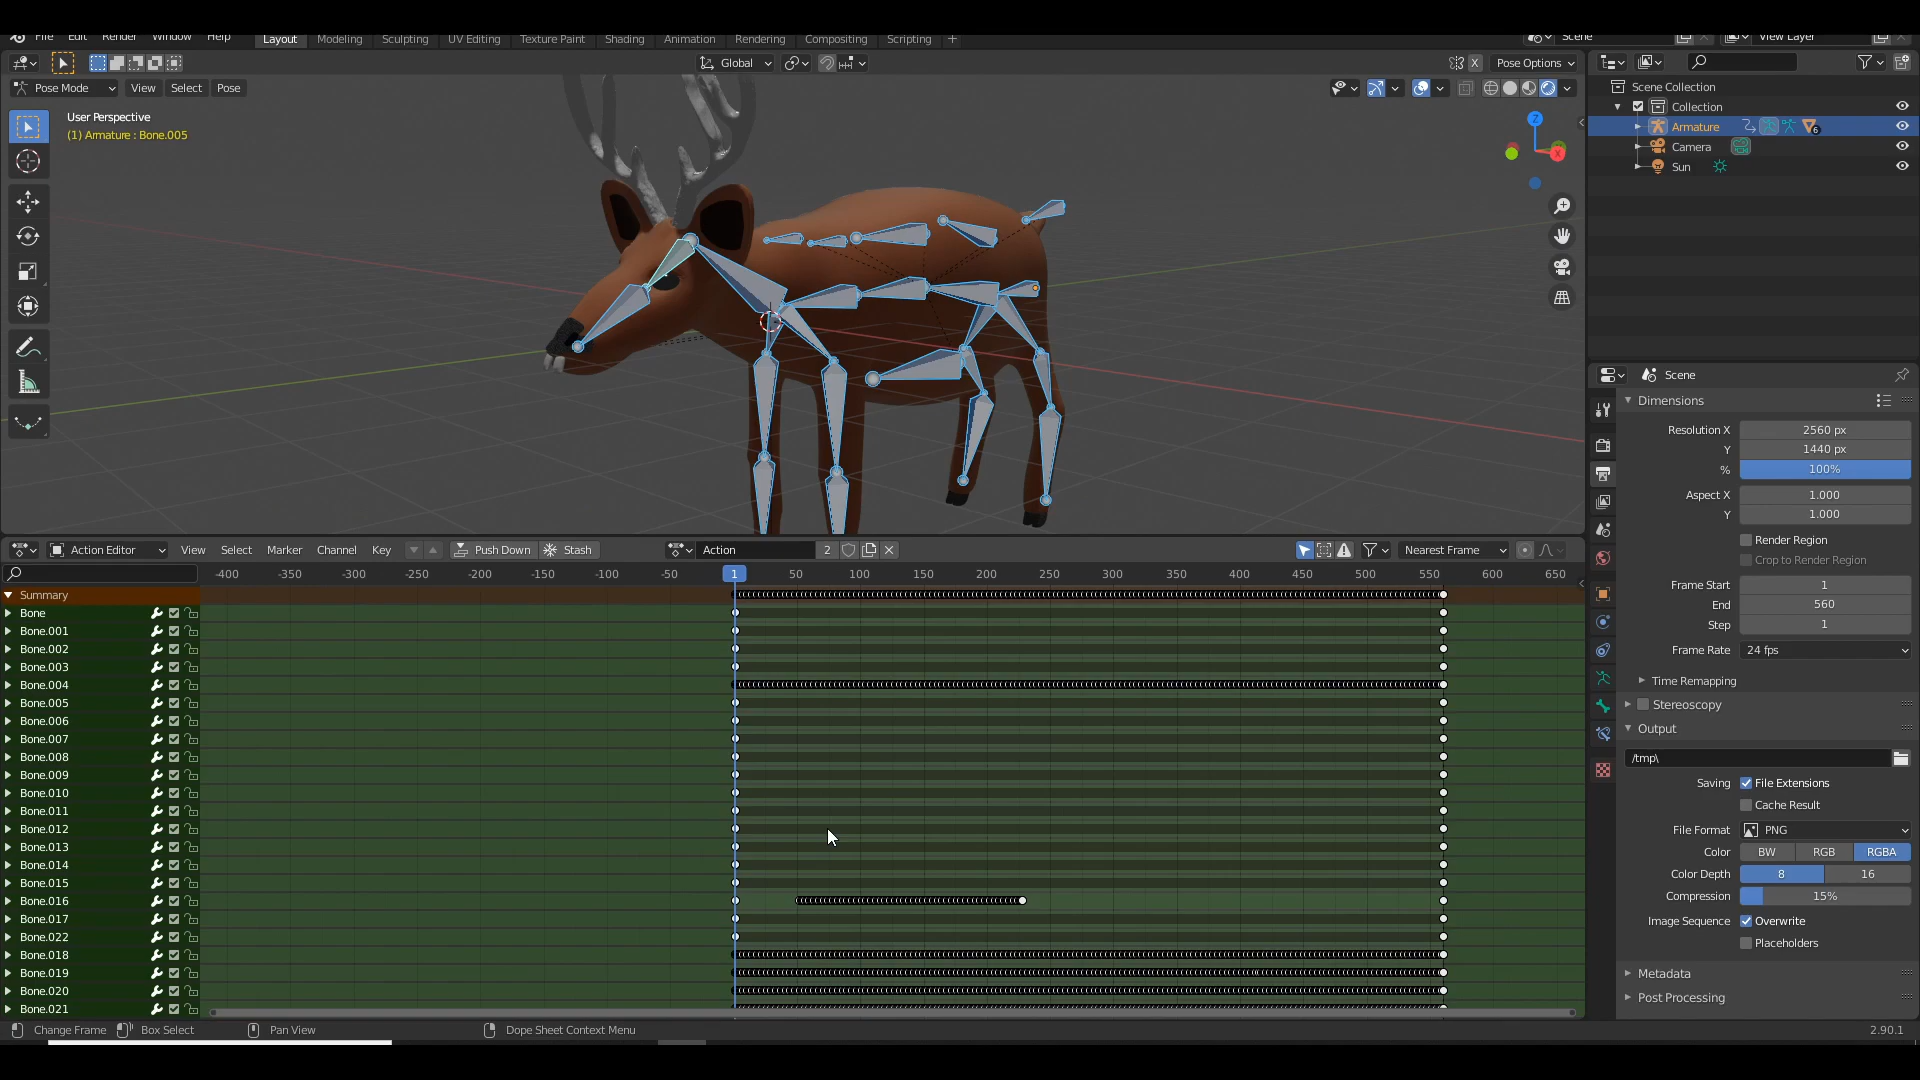 File Edit Render Window Help Layout Modeling Sculpting UV Editing Texture Paint Shading Animation Rendering Compositing Scripting + Scene View Layer
Global X Pose Options
Pose Mode View Select Pose
User Perspective
(1) Armature : Bone.005
Z
X
Scene Collection
Collection
Armature 6
Camera
Sun
Scene
Dimensions
Resolution X 2560 px
Y 1440 px
% 100%
Aspect X 1.000
Y 1.000
Render Region
Crop to Render Region
Frame Start 1
End 560
Step 1
Frame Rate 24 fps
Time Remapping
Stereoscopy
Output
/tmp\
Saving File Extensions
Cache Result
File Format PNG
Color BW RGB RGBA
Color Depth 8 16
Compression 15%
Image Sequence Overwrite
Placeholders
Metadata
Post Processing
Action Editor View Select Marker Channel Key Push Down Stash Action 2 Nearest Frame
-400 -350 -300 -250 -200 -150 -100 -50 1 50 100 150 200 250 300 350 400 450 500 550 600 650
Summary
Bone
Bone.001
Bone.002
Bone.003
Bone.004
Bone.005
Bone.006
Bone.007
Bone.008
Bone.009
Bone.010
Bone.011
Bone.012
Bone.013
Bone.014
Bone.015
Bone.016
Bone.017
Bone.022
Bone.018
Bone.019
Bone.020
Bone.021
Change Frame Box Select Pan View Dope Sheet Context Menu 2.90.1